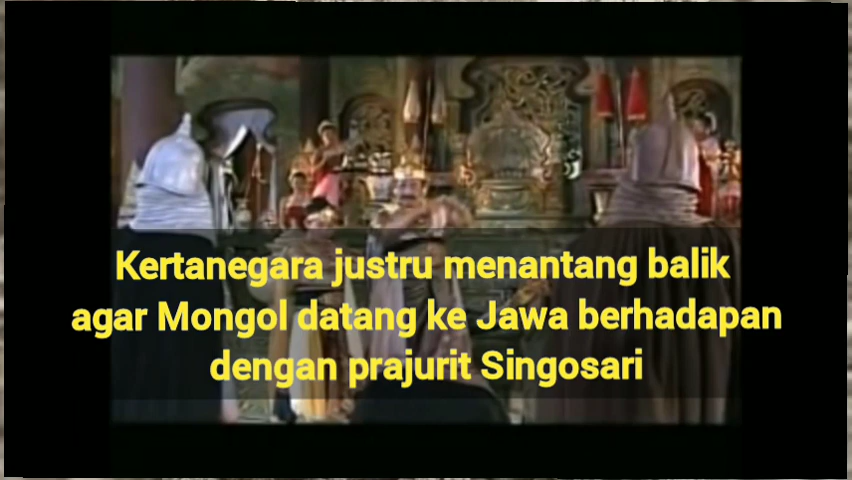 Kertanegara justru menantang balik
agar Mongol datang ke Jawa berhadapan
dengan prajurit Singosari